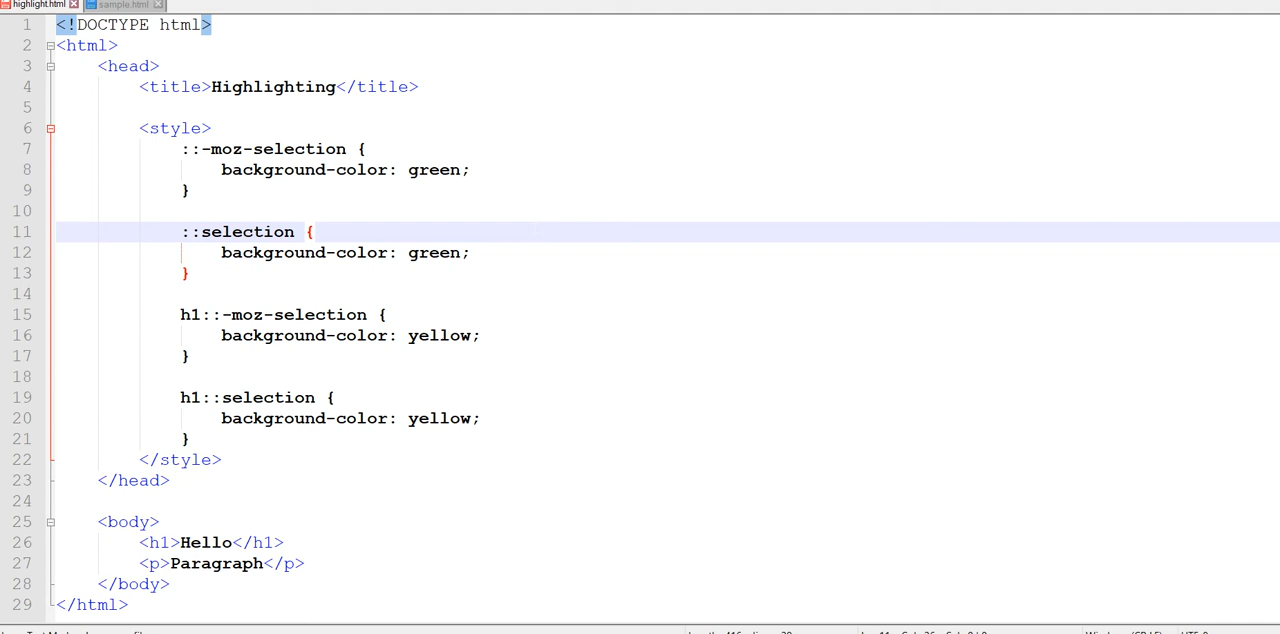 highlight.html sample.html
1 <!DOCTYPE html>
2 <html>
3 <head>
4 <title>Highlighting</title>
5
6 <style>
7 ::-moz-selection {
8 background-color: green;
9 }
10
11 ::selection {
12 background-color: green;
13 }
14
15 h1::-moz-selection {
16 background-color: yellow;
17 }
18
19 h1::selection {
20 background-color: yellow;
21 }
22 </style>
23 </head>
24
25 <body>
26 <h1>Hello</h1>
27 <p>Paragraph</p>
28 </body>
29 </html>